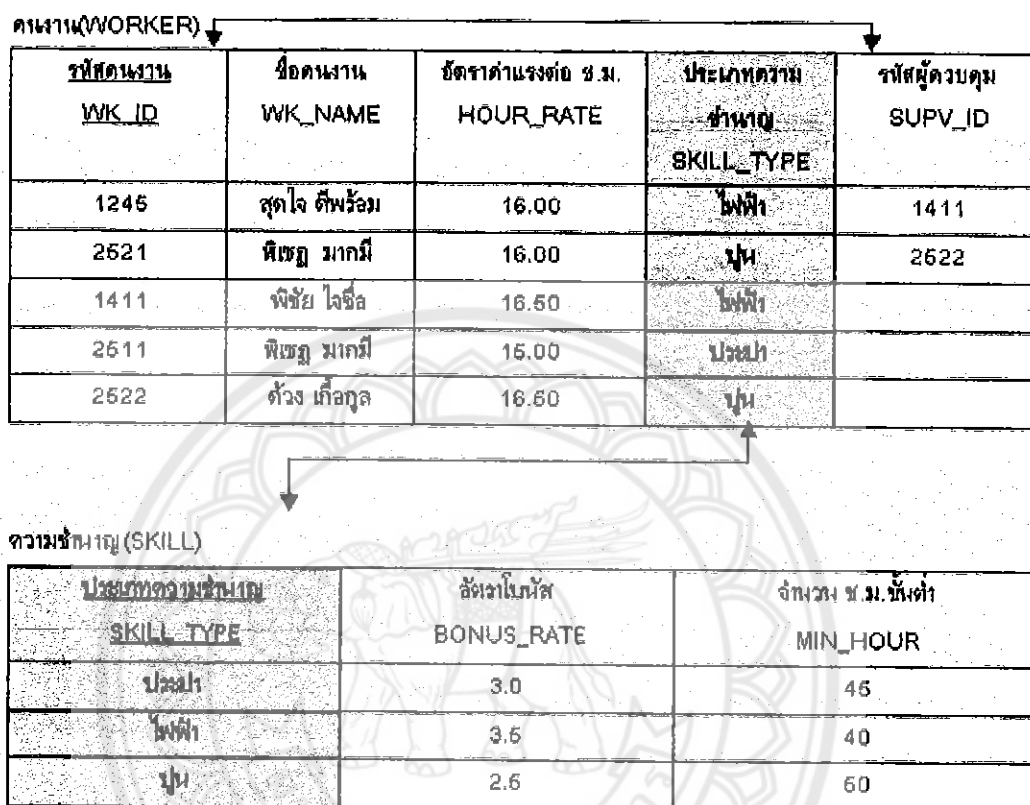 คนงาน(WORKER)
รหัสคนงาน ชื่อคนงาน อัตราค่าแรงต่อ ช.ม. ประเภทความ รหัสผู้ควบคุม
WK_ID WK_NAME HOUR_RATE ชำนาญ SUPV_ID
SKILL_TYPE
1245 สุดใจ ดีพร้อม 16.00 ไฟฟ้า 1411
2521 พิเชฎ มากมี 16.00 ปูน 2522
1411 พิชัย ใจซื่อ 16.50 ไฟฟ้า
2511 พิเชฎ มากมี 15.00 ประปา
2522 ด้วง เกื้อกูล 16.50 ปูน
ความชำนาญ(SKILL)
ประเภทความชำนาญ อัตราโบนัส จำนวน ช.ม.ขั้นต่ำ
SKILL_TYPE BONUS_RATE MIN_HOUR
ประปา 3.0 45
ไฟฟ้า 3.5 40
ปูน 2.5 50